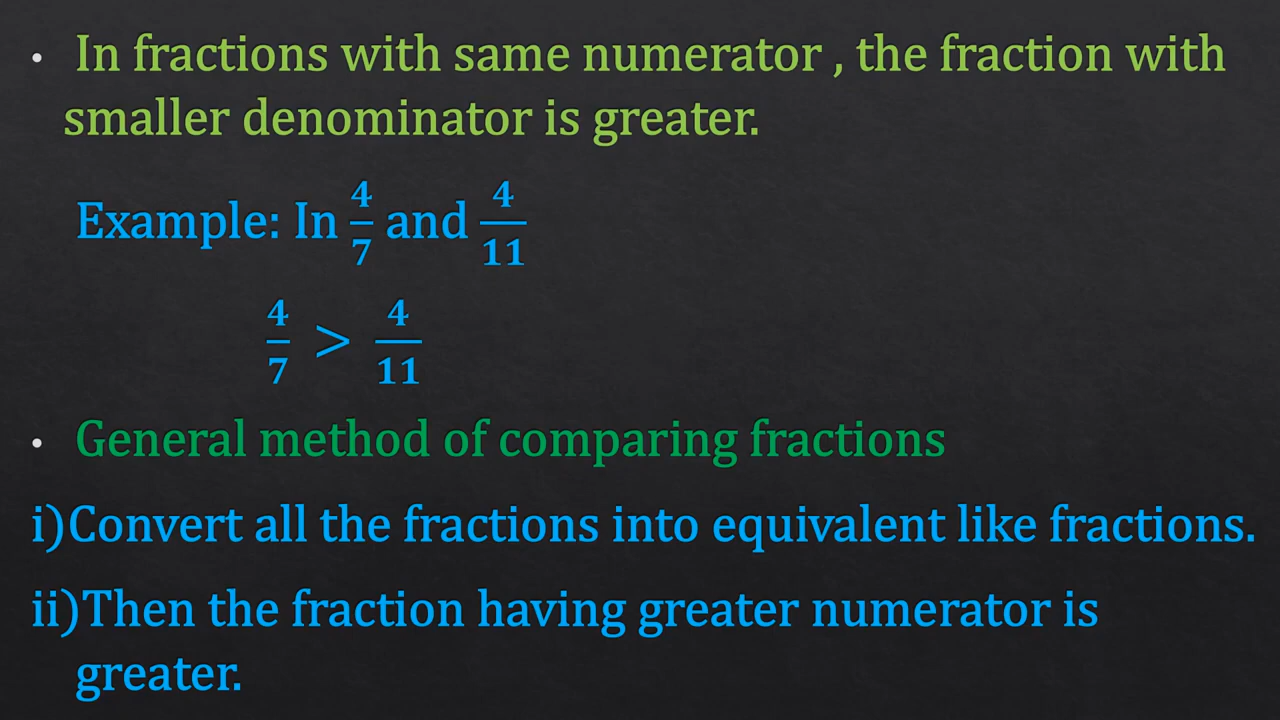 • In fractions with same numerator , the fraction with
smaller denominator is greater.
Example: In 4/7 and 4/11
4/7 > 4/11
• General method of comparing fractions
i)Convert all the fractions into equivalent like fractions.
ii)Then the fraction having greater numerator is
greater.